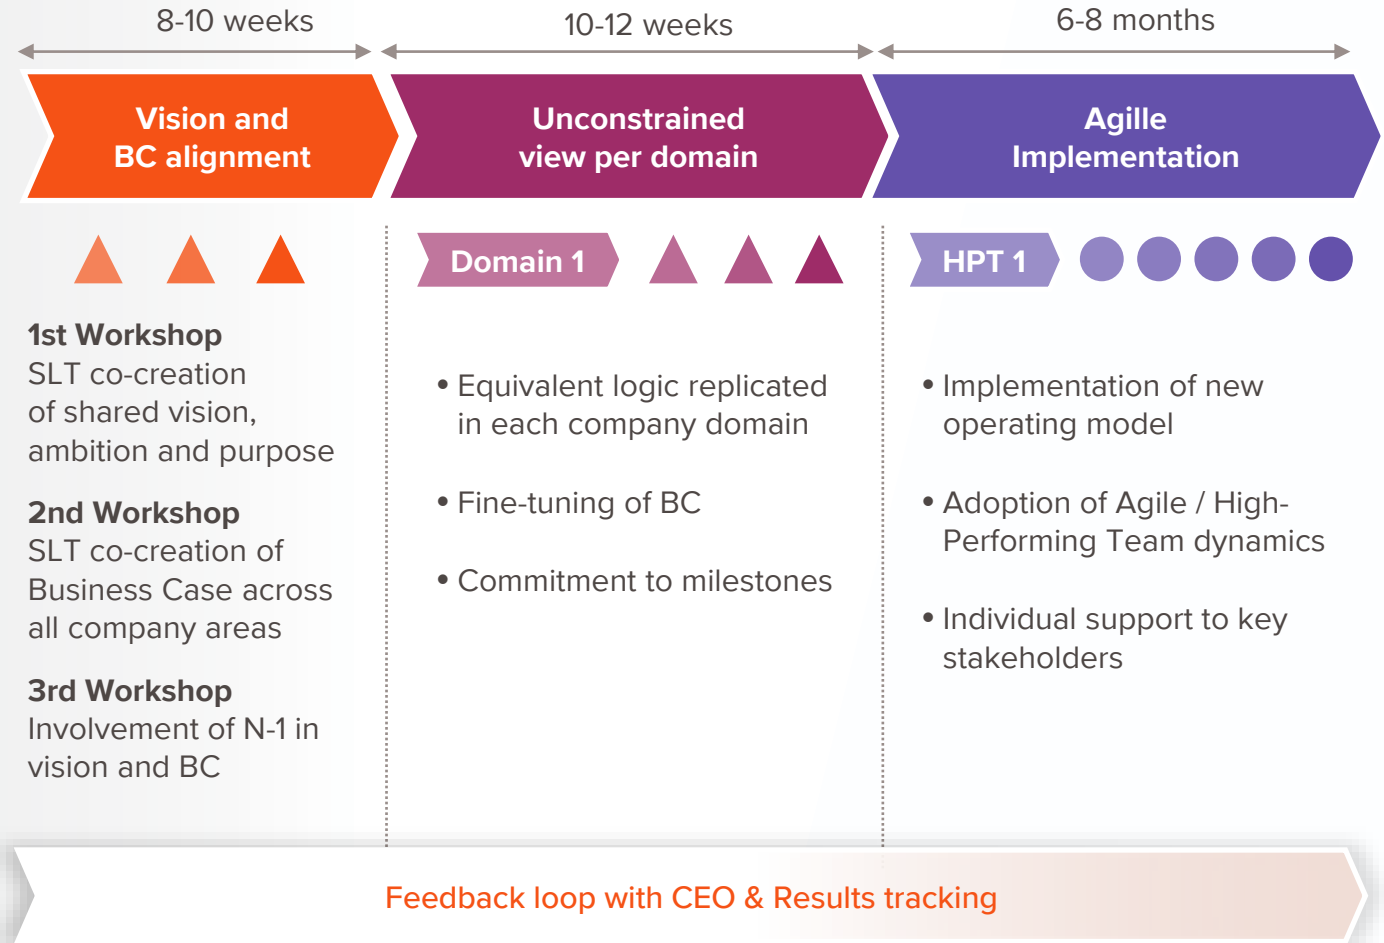 8-10 weeks
10-12 weeks
6-8 months
Vision and
BC alignment
Unconstrained
view per domain
Agille
Implementation
Domain 1
HPT 1
1st Workshop
SLT co-creation
of shared vision,
ambition and purpose
2nd Workshop
SLT co-creation of
Business Case across
all company areas
3rd Workshop
Involvement of N-1 in
vision and BC
• Equivalent logic replicated
in each company domain
• Fine-tuning of BC
• Commitment to milestones
• Implementation of new
operating model
• Adoption of Agile / High-
Performing Team dynamics
• Individual support to key
stakeholders
Feedback loop with CEO & Results tracking